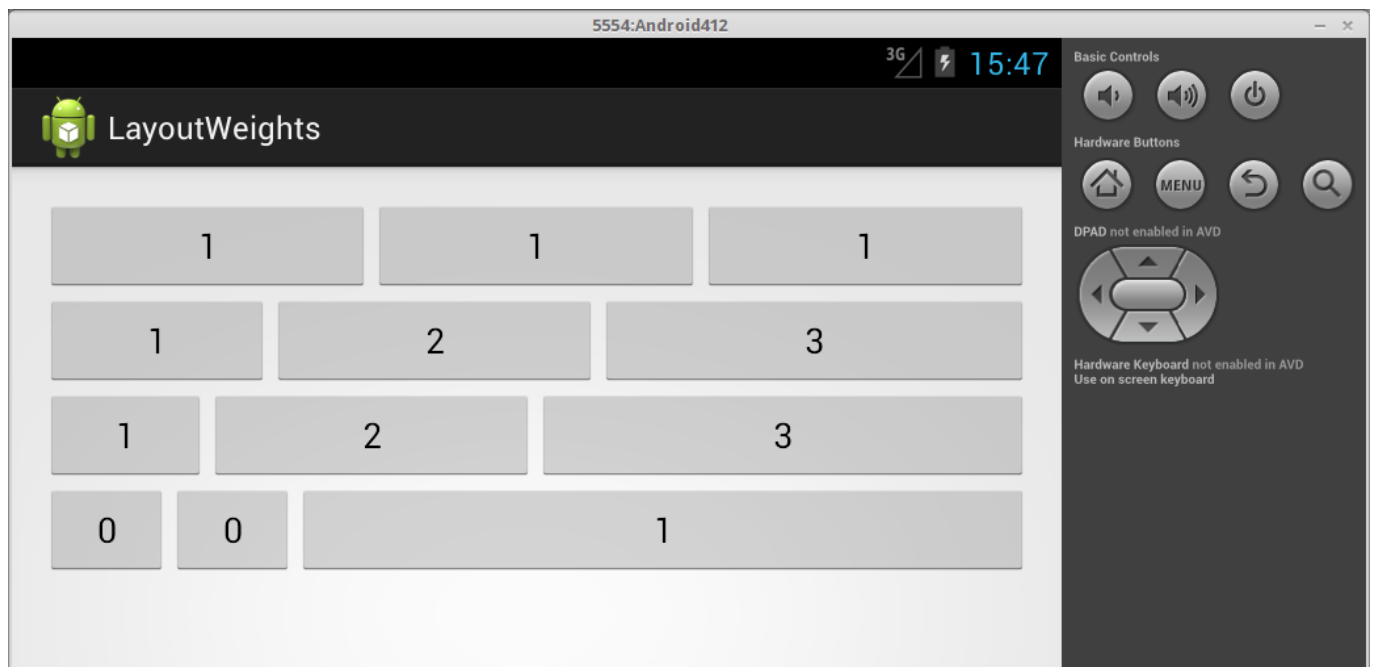 5554:Android412
3G 15:47
LayoutWeights
1 1 1
1 2 3
1 2 3
0 0 1
Basic Controls
Hardware Buttons
MENU
DPAD not enabled in AVD
Hardware Keyboard not enabled in AVD
Use on screen keyboard